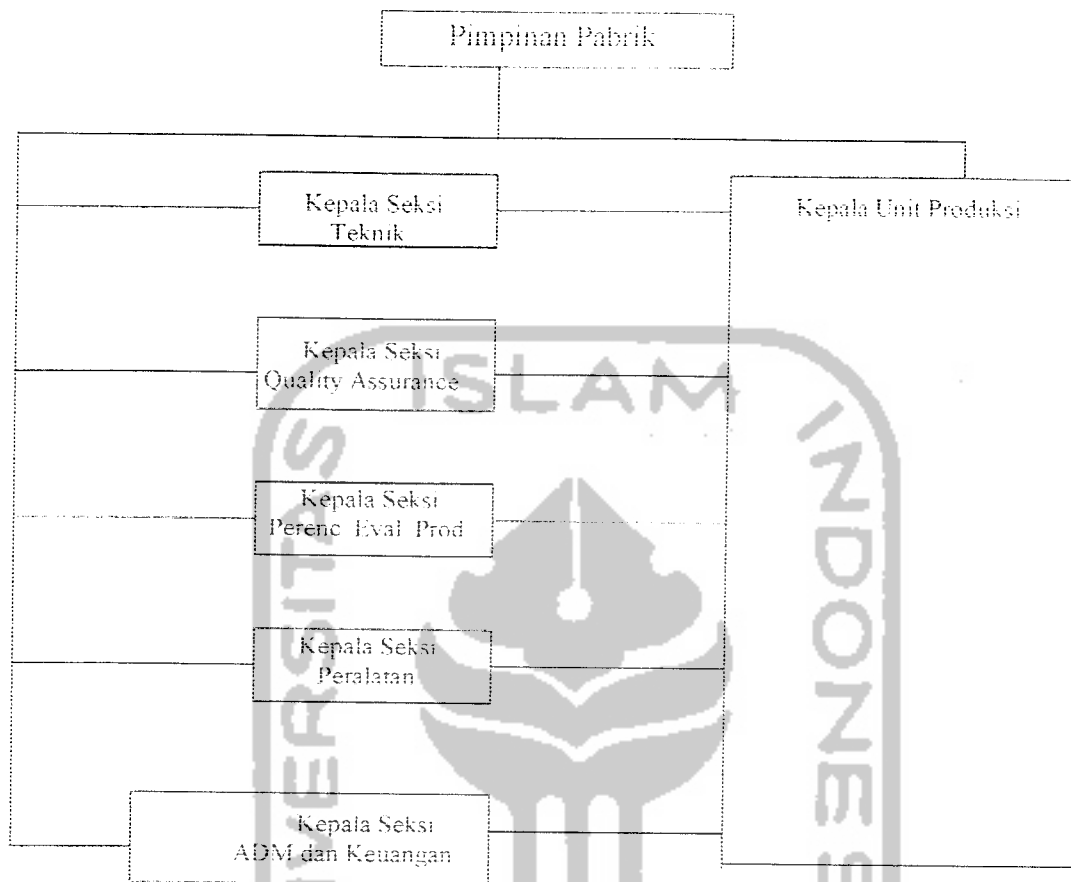 Pimpinan Pabrik
Kepala Seksi
Teknik
Kepala Unit Produksi
Kepala Seksi
Quality Assurance
Kepala Seksi
Perenc Eval Prod
Kepala Seksi
Peralatan
Kepala Seksi
ADM dan Keuangan
ISLAM
UNIVERSITAS
INDONES